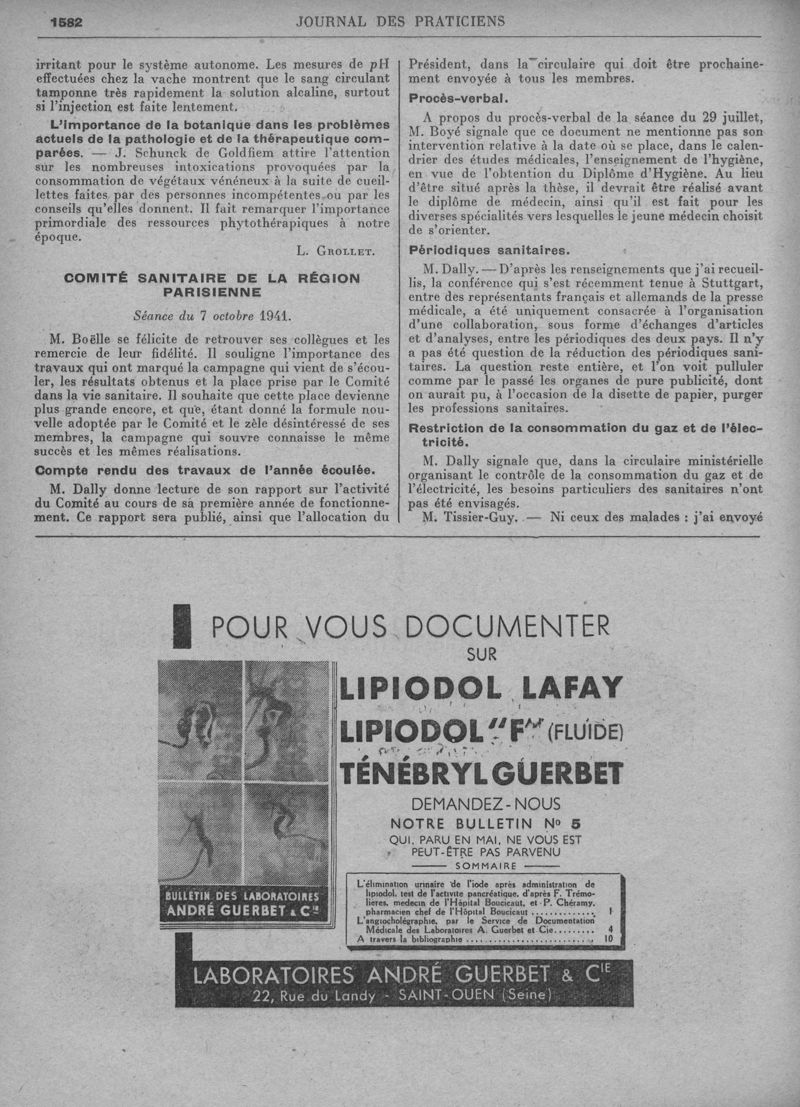 1582
JOURNAL DES PRATICIENS
irritant pour le système autonome. Les mesures de pH
effectuées chez la vache montrent que le sang circulant
tamponne très rapidement la solution alcaline, surtout
si l'injection est faite lentement.
L'importance de la botanique dans les problèmes
actuels de la pathologie et de la thérapeutique com-
parées. — J. Schunck de Goldfiem attire l'attention
sur les nombreuses intoxications provoquées par la
consommation de végétaux vénéneux à la suite de cueil-
lettes faites par des personnes incompétentes ou par les
conseils qu'elles donnent. Il fait remarquer l'importance
primordiale des ressources phytothérapiques à notre
époque.
L. GROLLET.
COMITÉ SANITAIRE DE LA RÉGION
PARISIENNE
Séance du 7 octobre 1941.
M. Boëlle se félicite de retrouver ses collègues et les
remercie de leur fidélité. Il souligne l'importance des
travaux qui ont marqué la campagne qui vient de s'écou-
ler, les résultats obtenus et la place prise par le Comité
dans la vie sanitaire. Il souhaite que cette place devienne
plus grande encore, et que, étant donné la formule nou-
velle adoptée par le Comité et le zèle désintéressé de ses
membres, la campagne qui souvre connaisse le même
succès et les mêmes réalisations.
Compte rendu des travaux de l'année écoulée.
M. Dally donne lecture de son rapport sur l'activité
du Comité au cours de sa première année de fonctionne-
ment. Ce rapport sera publié, ainsi que l'allocation du
Président, dans la circulaire qui doit être prochaine-
ment envoyée à tous les membres.
Procès-verbal.
A propos du procès-verbal de la séance du 29 juillet,
M. Boyé signale que ce document ne mentionne pas son
intervention relative à la date où se place, dans le calen-
drier des études médicales, l'enseignement de l'hygiène,
en vue de l'obtention du Diplôme d'Hygiène. Au lieu
d'être situé après la thèse, il devrait être réalisé avant
le diplôme de médecin, ainsi qu'il est fait pour les
diverses spécialités vers lesquelles le jeune médecin choisit
de s'orienter.
Périodiques sanitaires.
M. Dally. — D'après les renseignements que j'ai recueil-
lis, la conférence qui s'est récemment tenue à Stuttgart,
entre des représentants français et allemands de la presse
médicale, a été uniquement consacrée à l'organisation
d'une collaboration, sous forme d'échanges d'articles
et d'analyses, entre les périodiques des deux pays. Il n'y
a pas été question de la réduction des périodiques sani-
taires. La question reste entière, et l'on voit pulluler
comme par le passé les organes de pure publicité, dont
on aurait pu, à l'occasion de la disette de papier, purger
les professions sanitaires.
Restriction de la consommation du gaz et de l'élec-
tricité.
M. Dally signale que, dans la circulaire ministérielle
organisant le contrôle de la consommation du gaz et de
l'électricité, les besoins particuliers des sanitaires n'ont
pas été envisagés.
M. Tissier-Guy. — Ni ceux des malades : j'ai envoyé
POUR VOUS DOCUMENTER
SUR
LIPIODOL LAFAY
LIPIODOL "F" (FLUIDE)
TÉNÉBRYL GUERBET
DEMANDEZ-NOUS
NOTRE BULLETIN Nº 5
QUI, PARU EN MAI, NE VOUS EST
PEUT-ÊTRE PAS PARVENU
SOMMAIRE
L'élimination urinaire de l'iode après administration de
lipiodol, test de l'activité pancréatique, d'après F. Trémo-
lieres, medecin de l'Hôpital Boucicaut, et P. Chéramy,
pharmacien chef de l'Hôpital Boucicaut .............. 1
L'angiocholégraphie, par le Service de Documentation
Médicale des Laboratoires A. Guerbet et Cie......... 4
A travers la bibliographie .......................... 10
BULLETIN DES LABORATOIRES
ANDRÉ GUERBET & Cie
LABORATOIRES ANDRÉ GUERBET & CIE
22, Rue du Landy - SAINT-OUEN (Seine)